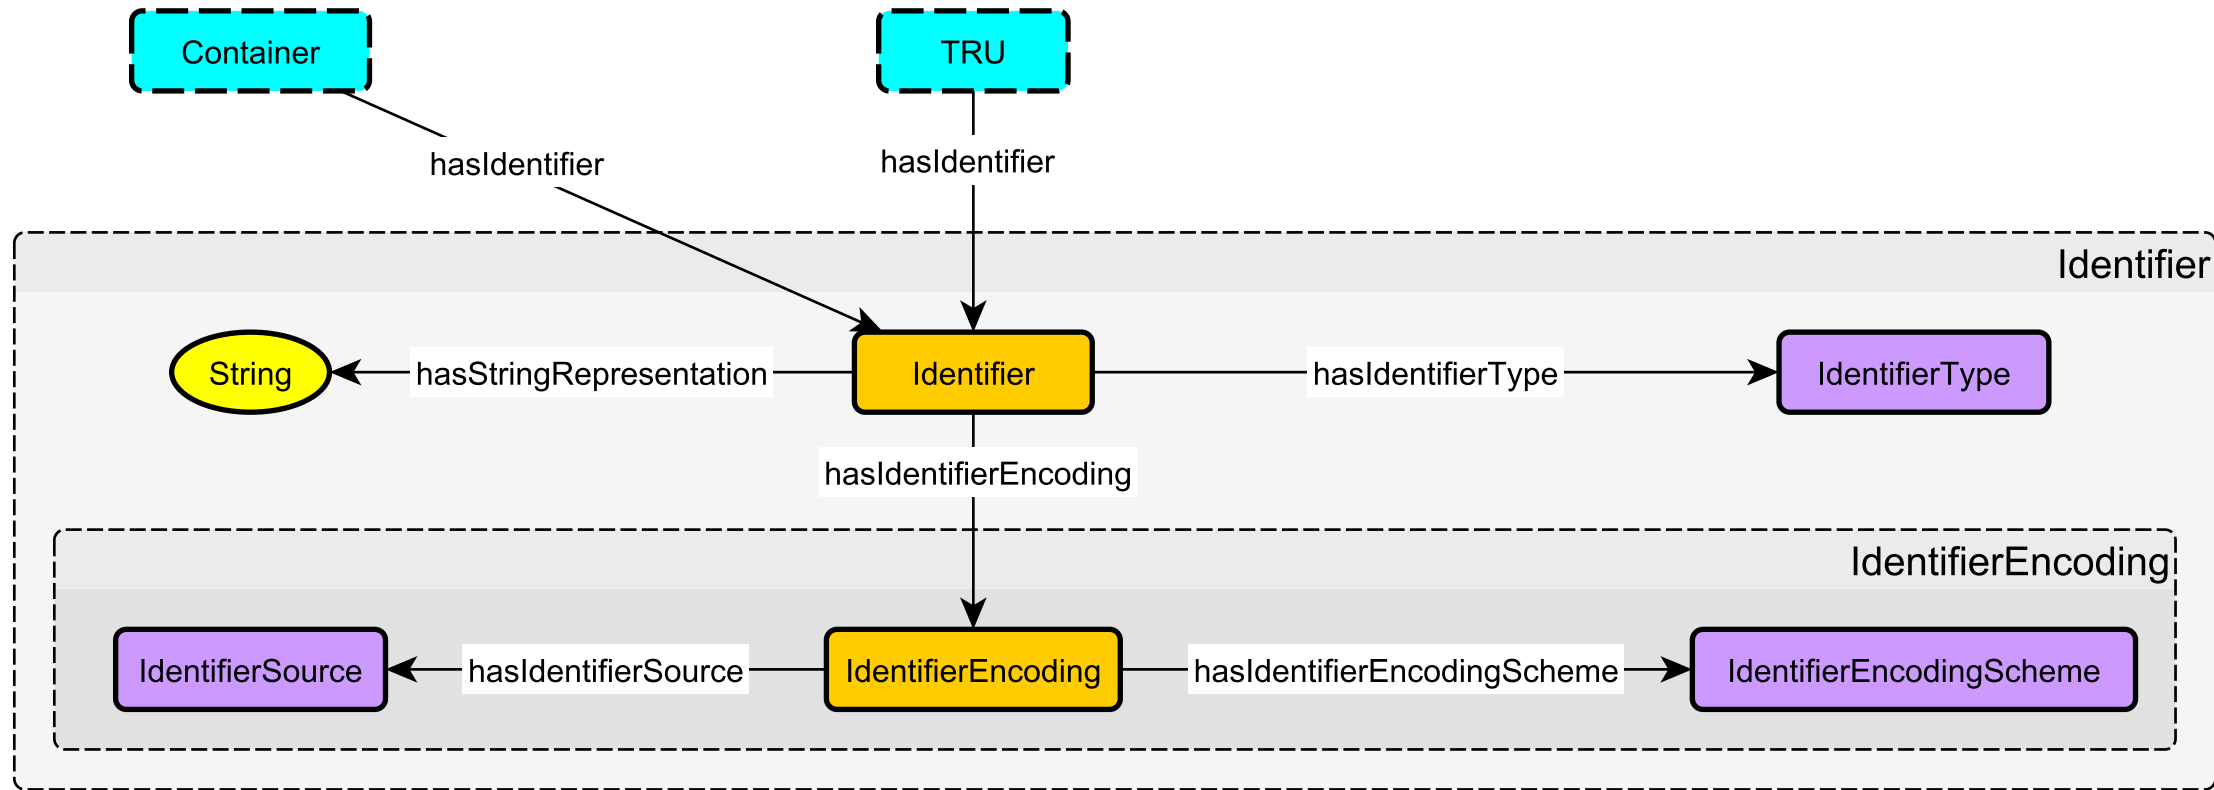 Container
TRU
hasIdentifier
hasIdentifier
Identifier
String
hasStringRepresentation
Identifier
hasIdentifierType
IdentifierType
hasIdentifierEncoding
IdentifierEncoding
IdentifierSource
hasIdentifierSource
IdentifierEncoding
hasIdentifierEncodingScheme
IdentifierEncodingScheme